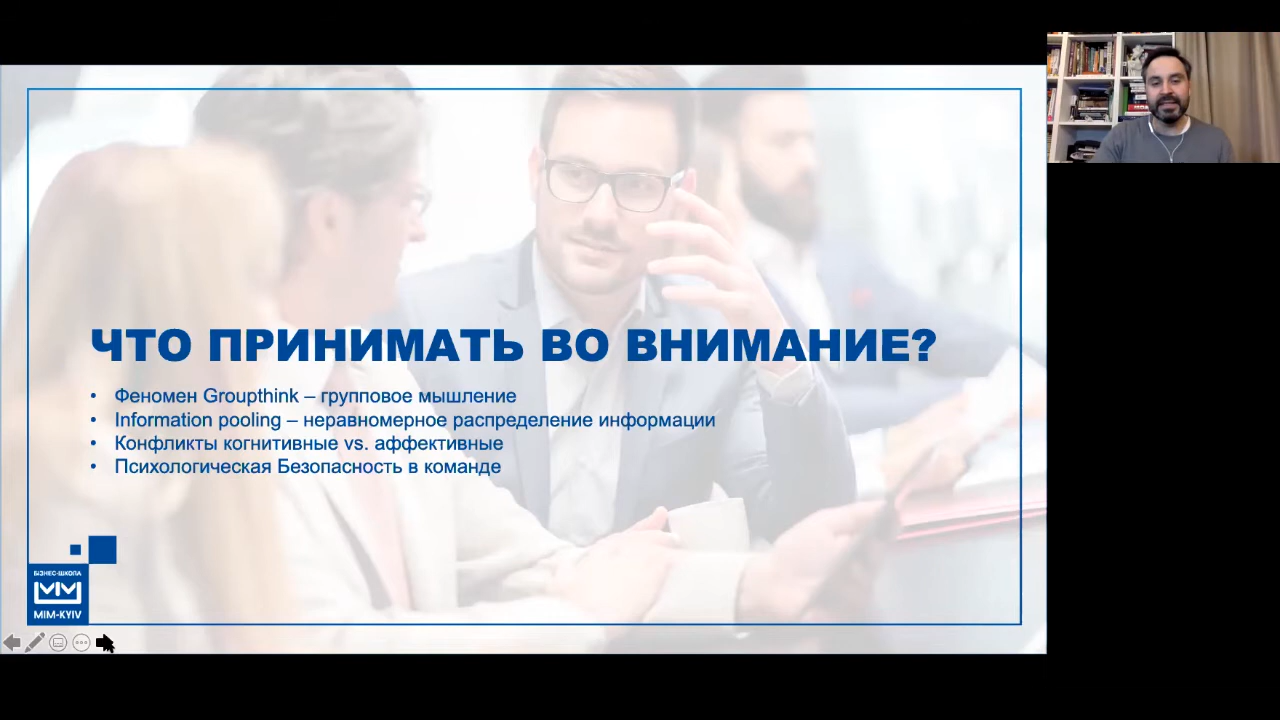 ЧТО ПРИНИМАТЬ ВО ВНИМАНИЕ?
• Феномен Groupthink – групповое мышление
• Information pooling – неравномерное распределение информации
• Конфликты когнитивные vs. аффективные
• Психологическая Безопасность в команде
БІЗНЕС-ШКОЛА
MIM
MIM-KYIV